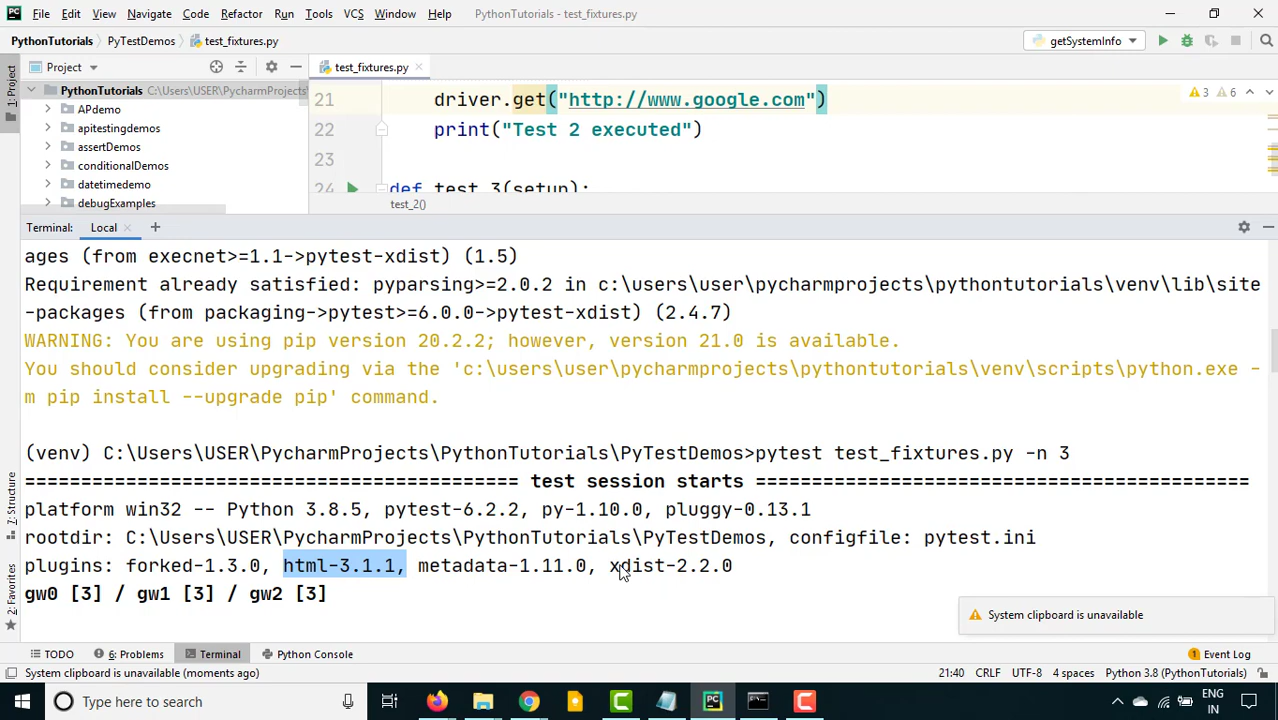 File Edit View Navigate Code Refactor Run Tools VCS Window Help PythonTutorials - test_fixtures.py
PythonTutorials PyTestDemos test_fixtures.py getSystemInfo
1: Project
Project
test_fixtures.py
PythonTutorials C:\Users\USER\PycharmProjects\
APdemo
apitestingdemos
assertDemos
conditionalDemos
datetimedemo
debugExamples
21 driver.get("http://www.google.com")
22 print("Test 2 executed")
23
24 def test_3(setup):
3 6
test_2()
Terminal: Local
ages (from execnet>=1.1->pytest-xdist) (1.5)
Requirement already satisfied: pyparsing>=2.0.2 in c:\users\user\pycharmprojects\pythontutorials\venv\lib\site
-packages (from packaging->pytest>=6.0.0->pytest-xdist) (2.4.7)
WARNING: You are using pip version 20.2.2; however, version 21.0 is available.
You should consider upgrading via the 'c:\users\user\pycharmprojects\pythontutorials\venv\scripts\python.exe -
m pip install --upgrade pip' command.
(venv) C:\Users\USER\PycharmProjects\PythonTutorials\PyTestDemos>pytest test_fixtures.py -n 3
============================================ test session starts ============================================
platform win32 -- Python 3.8.5, pytest-6.2.2, py-1.10.0, pluggy-0.13.1
rootdir: C:\Users\USER\PycharmProjects\PythonTutorials\PyTestDemos, configfile: pytest.ini
plugins: forked-1.3.0, html-3.1.1, metadata-1.11.0, xdist-2.2.0
gw0 [3] / gw1 [3] / gw2 [3]
7: Structure
2: Favorites
System clipboard is unavailable
TODO 6: Problems Terminal Python Console 1 Event Log
System clipboard is unavailable (moments ago) 21:40 CRLF UTF-8 4 spaces Python 3.8 (PythonTutorials)
Type here to search
ENG
IN